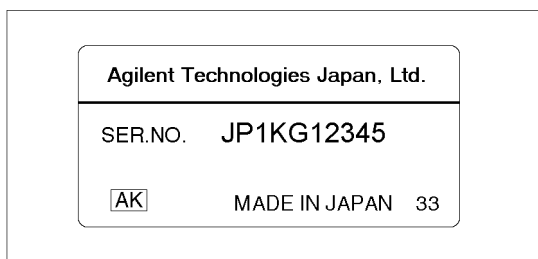 Agilent Technologies Japan, Ltd.
SER.NO. JP1KG12345
AK MADE IN JAPAN 33